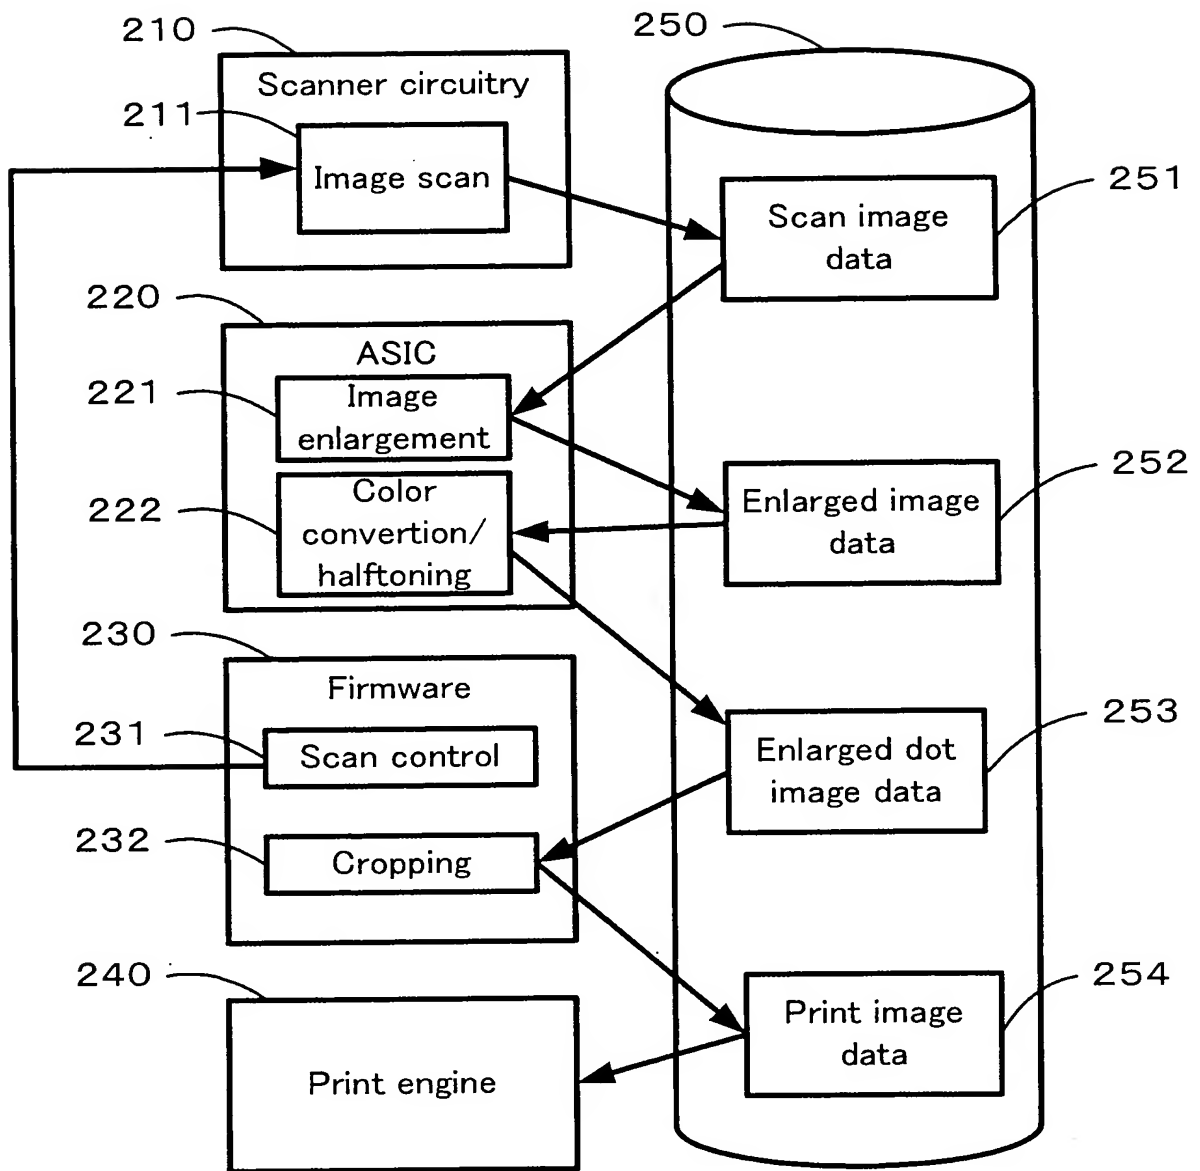 210
250
Scanner circuitry
211
Image scan
251
Scan image
data
220
ASIC
221
Image
enlargement
222
Color
convertion/
halftoning
252
Enlarged image
data
230
Firmware
231
Scan control
253
Enlarged dot
image data
232
Cropping
240
Print engine
254
Print image
data